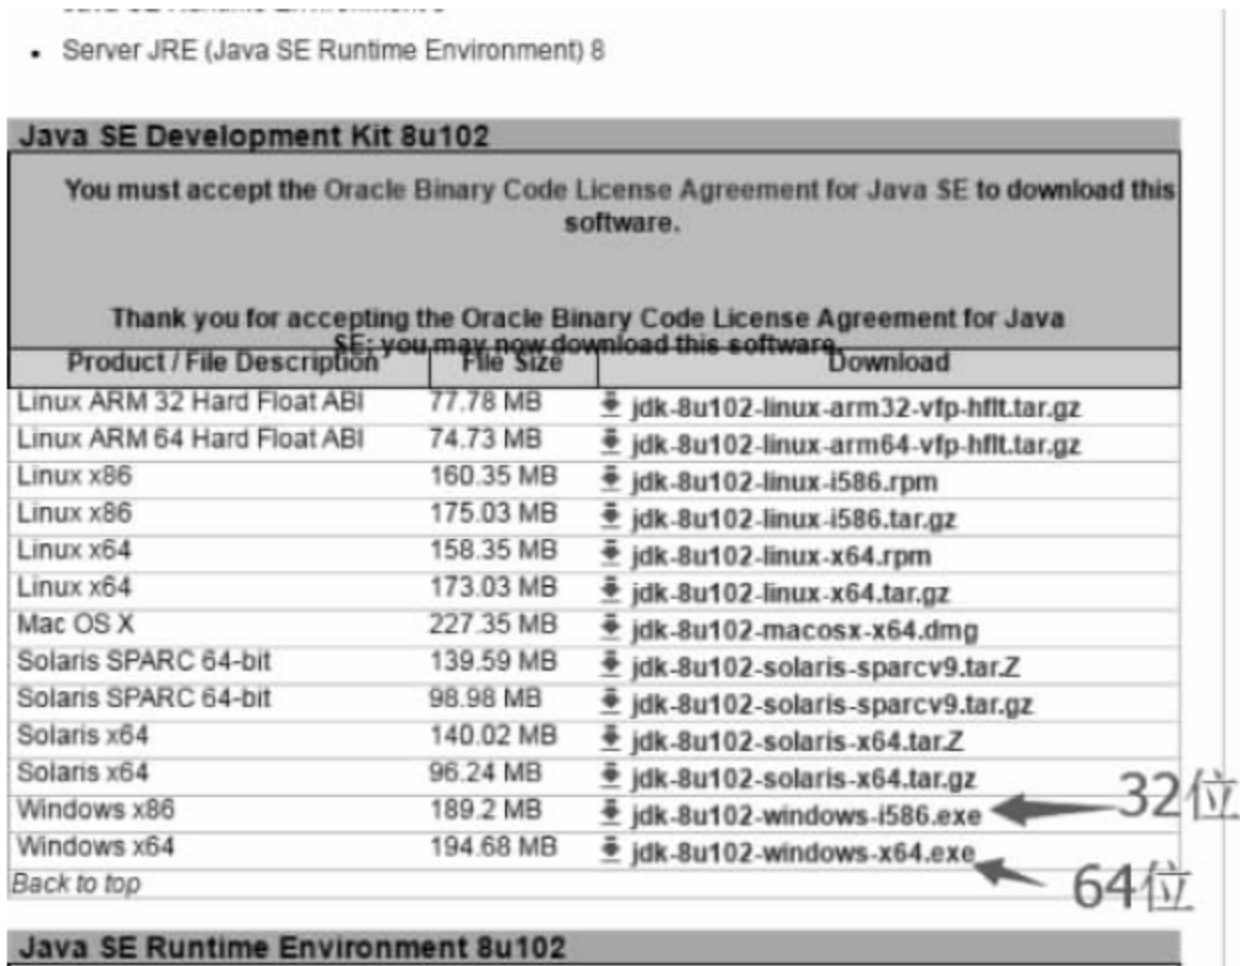 • Server JRE (Java SE Runtime Environment) 8
Java SE Development Kit 8u102
You must accept the Oracle Binary Code License Agreement for Java SE to download this
software.
Thank you for accepting the Oracle Binary Code License Agreement for Java
SE; you may now download this software.
Product / File Description File Size Download
Linux ARM 32 Hard Float ABI 77.78 MB jdk-8u102-linux-arm32-vfp-hflt.tar.gz
Linux ARM 64 Hard Float ABI 74.73 MB jdk-8u102-linux-arm64-vfp-hflt.tar.gz
Linux x86 160.35 MB jdk-8u102-linux-i586.rpm
Linux x86 175.03 MB jdk-8u102-linux-i586.tar.gz
Linux x64 158.35 MB jdk-8u102-linux-x64.rpm
Linux x64 173.03 MB jdk-8u102-linux-x64.tar.gz
Mac OS X 227.35 MB jdk-8u102-macosx-x64.dmg
Solaris SPARC 64-bit 139.59 MB jdk-8u102-solaris-sparcv9.tar.Z
Solaris SPARC 64-bit 98.98 MB jdk-8u102-solaris-sparcv9.tar.gz
Solaris x64 140.02 MB jdk-8u102-solaris-x64.tar.Z
Solaris x64 96.24 MB jdk-8u102-solaris-x64.tar.gz
Windows x86 189.2 MB jdk-8u102-windows-i586.exe 32位
Windows x64 194.68 MB jdk-8u102-windows-x64.exe 64位
Back to top
Java SE Runtime Environment 8u102